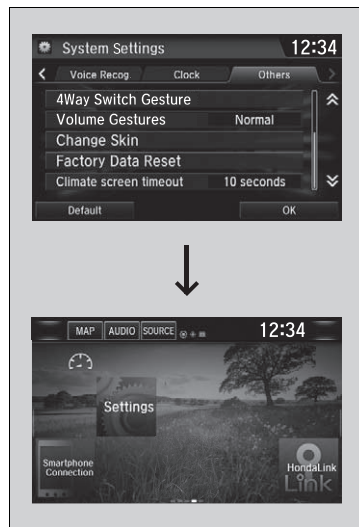 System Settings 12:34
Voice Recog. Clock Others
4Way Switch Gesture
Volume Gestures Normal
Change Skin
Factory Data Reset
Climate screen timeout 10 seconds
Default OK
MAP AUDIO SOURCE 12:34
Settings
Smartphone
Connection
HondaLink
Link